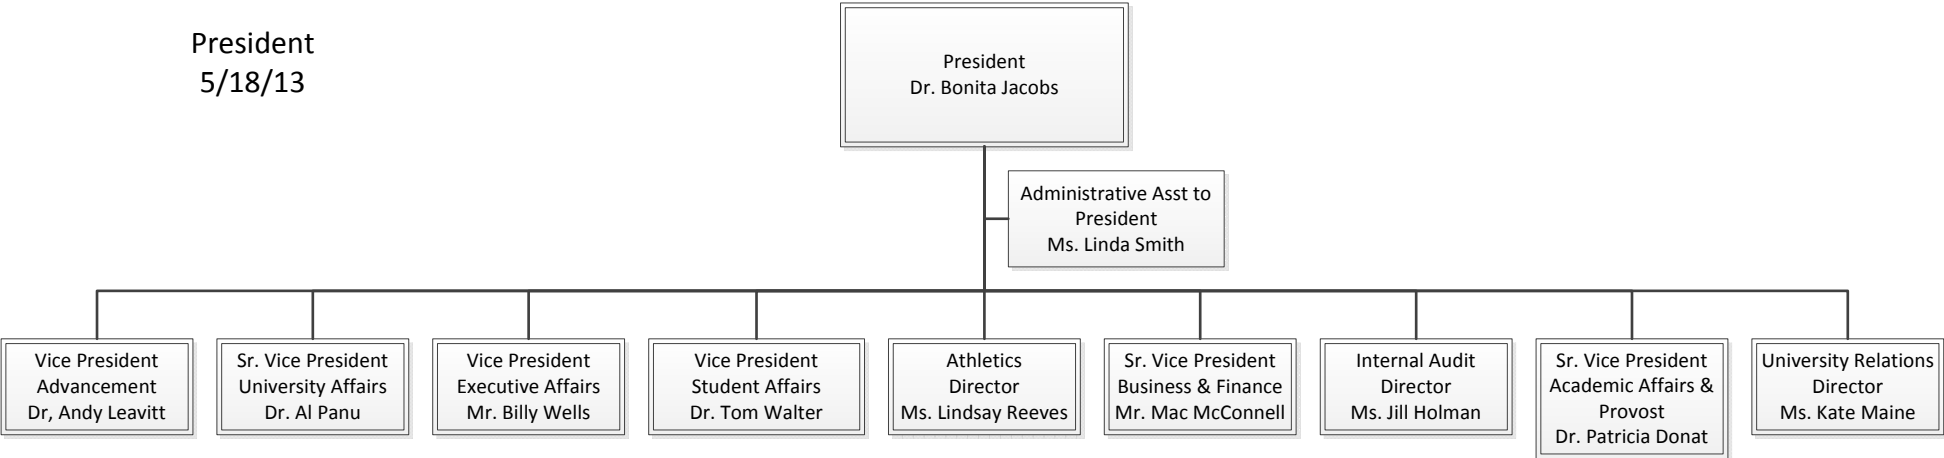 President
5/18/13
President
Dr. Bonita Jacobs
Administrative Asst to
President
Ms. Linda Smith
Vice President
Advancement
Dr, Andy Leavitt
Sr. Vice President
University Affairs
Dr. Al Panu
Vice President
Executive Affairs
Mr. Billy Wells
Vice President
Student Affairs
Dr. Tom Walter
Athletics
Director
Ms. Lindsay Reeves
Sr. Vice President
Business & Finance
Mr. Mac McConnell
Internal Audit
Director
Ms. Jill Holman
Sr. Vice President
Academic Affairs &
Provost
Dr. Patricia Donat
University Relations
Director
Ms. Kate Maine